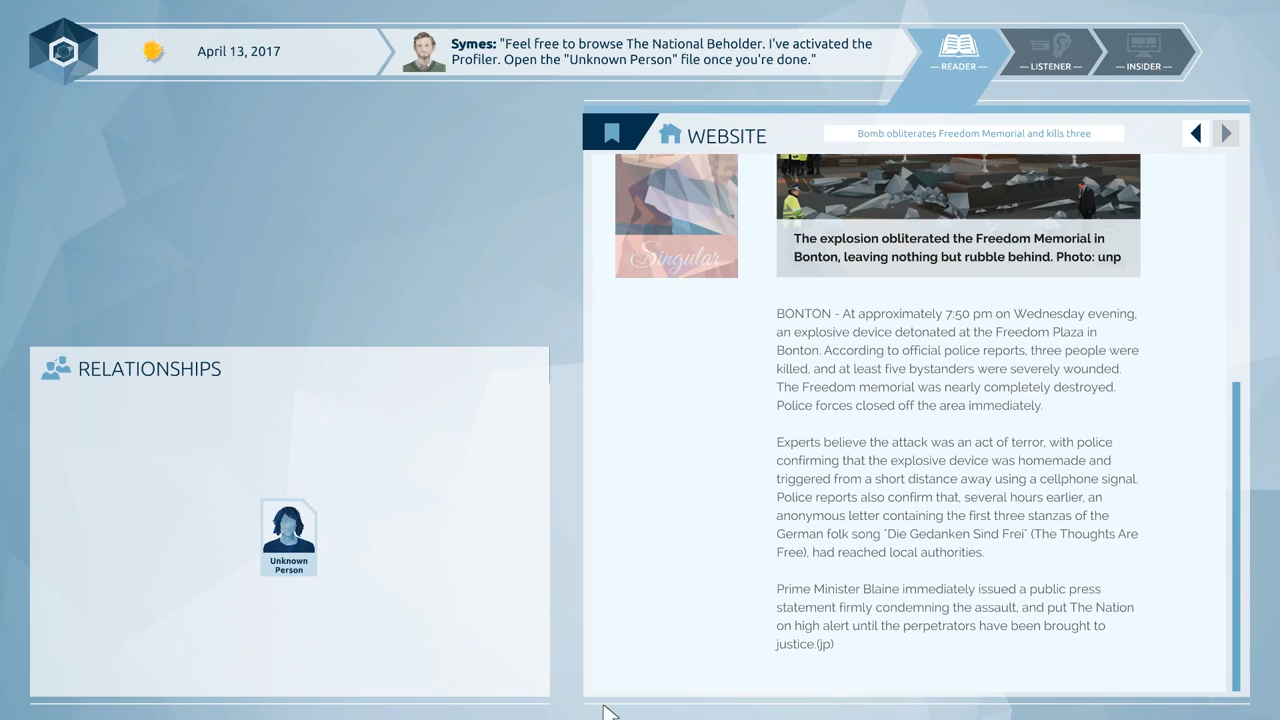 April 13, 2017
Symes: "Feel free to browse The National Beholder. I've activated the
Profiler. Open the "Unknown Person" file once you're done."
— READER —
— LISTENER —
— INSIDER —
WEBSITE
Bomb obliterates Freedom Memorial and kills three
Singular
The explosion obliterated the Freedom Memorial in
Bonton, leaving nothing but rubble behind. Photo: unp
BONTON - At approximately 7:50 pm on Wednesday evening,
an explosive device detonated at the Freedom Plaza in
Bonton. According to official police reports, three people were
killed, and at least five bystanders were severely wounded.
The Freedom memorial was nearly completely destroyed.
Police forces closed off the area immediately.
Experts believe the attack was an act of terror, with police
confirming that the explosive device was homemade and
triggered from a short distance away using a cellphone signal.
Police reports also confirm that, several hours earlier, an
anonymous letter containing the first three stanzas of the
German folk song "Die Gedanken Sind Frei" (The Thoughts Are
Free), had reached local authorities.
Prime Minister Blaine immediately issued a public press
statement firmly condemning the assault, and put The Nation
on high alert until the perpetrators have been brought to
justice.(jp)
RELATIONSHIPS
Unknown
Person